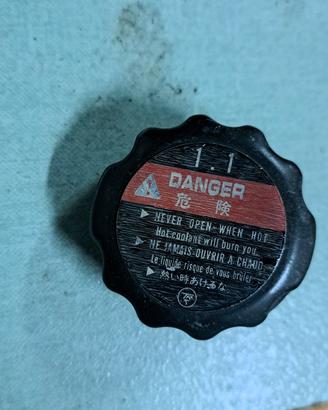 1.1
DANGER
危険
NEVER OPEN-WHEN HOT
Hot coolant will burn you
NE JAMAIS-OUVRIR A CHAUD
Le liquide risque de vous brûler
熱い時あけるな